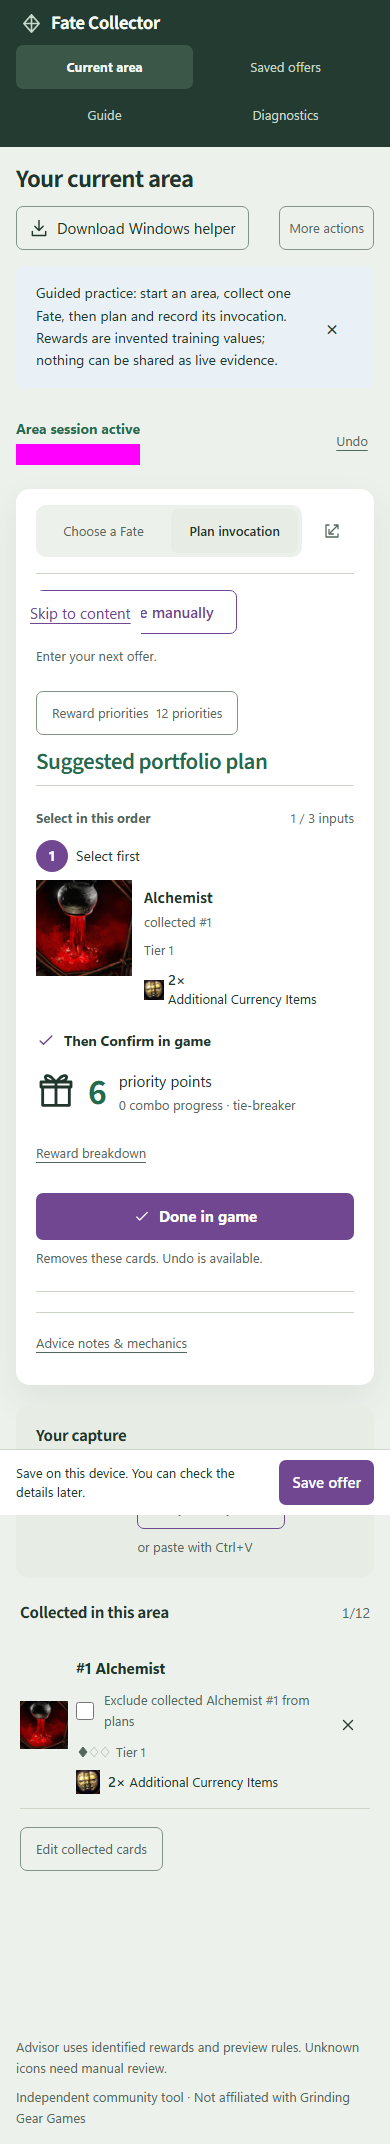 Fate Collector
Current area
Saved offers
Guide
Diagnostics
Your current area
Download Windows helper
More actions
Guided practice: start an area, collect one
Fate, then plan and record its invocation.
Rewards are invented training values;
nothing can be shared as live evidence.
Area session active
Undo
Choose a Fate
Plan invocation
Skip to content
e manually
Enter your next offer.
Reward priorities 12 priorities
Suggested portfolio plan
Select in this order
1 / 3 inputs
1 Select first
Alchemist
collected #1
Tier 1
2×
Additional Currency Items
Then Confirm in game
6 priority points
0 combo progress · tie-breaker
Reward breakdown
Done in game
Removes these cards. Undo is available.
Advice notes & mechanics
Your capture
Save on this device. You can check the
details later.
Save offer
or paste with Ctrl+V
Collected in this area
1/12
#1 Alchemist
Exclude collected Alchemist #1 from
plans
Tier 1
2× Additional Currency Items
Edit collected cards
Advisor uses identified rewards and preview rules. Unknown
icons need manual review.
Independent community tool · Not affiliated with Grinding
Gear Games